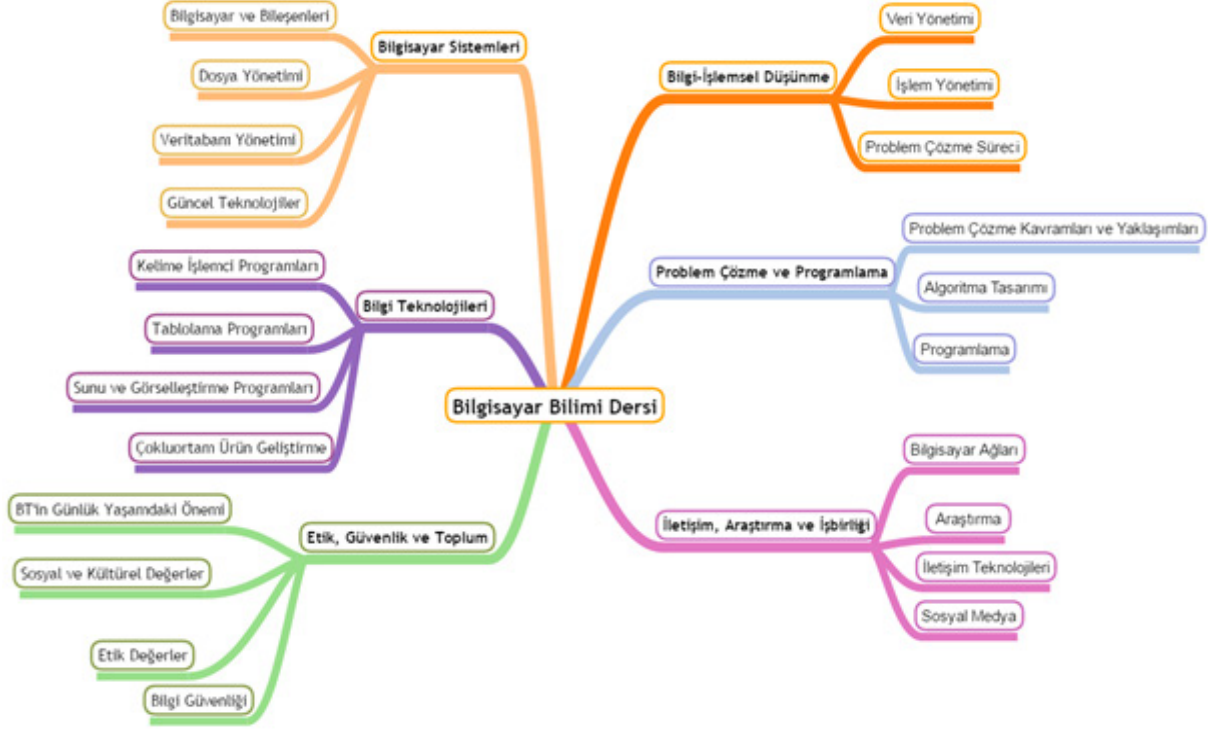 Bilgisayar ve Bileşenleri
Bilgisayar Sistemleri
Dosya Yönetimi
Veritabanı Yönetimi
Güncel Teknolojiler
Kelime İşlemci Programları
Bilgi Teknolojileri
Tablolama Programları
Sunu ve Görselleştirme Programları
Çokluortam Ürün Geliştirme
BT'in Günlük Yaşamdaki Önemi
Etik, Güvenlik ve Toplum
Sosyal ve Kültürel Değerler
Etik Değerler
Bilgi Güvenliği
Bilgisayar Bilimi Dersi
Veri Yönetimi
Bilgi-İşlemsel Düşünme
İşlem Yönetimi
Problem Çözme Süreci
Problem Çözme Kavramları ve Yaklaşımları
Problem Çözme ve Programlama
Algoritma Tasarımı
Programlama
Bilgisayar Ağları
İletişim, Araştırma ve İşbirliği
Araştırma
İletişim Teknolojileri
Sosyal Medya